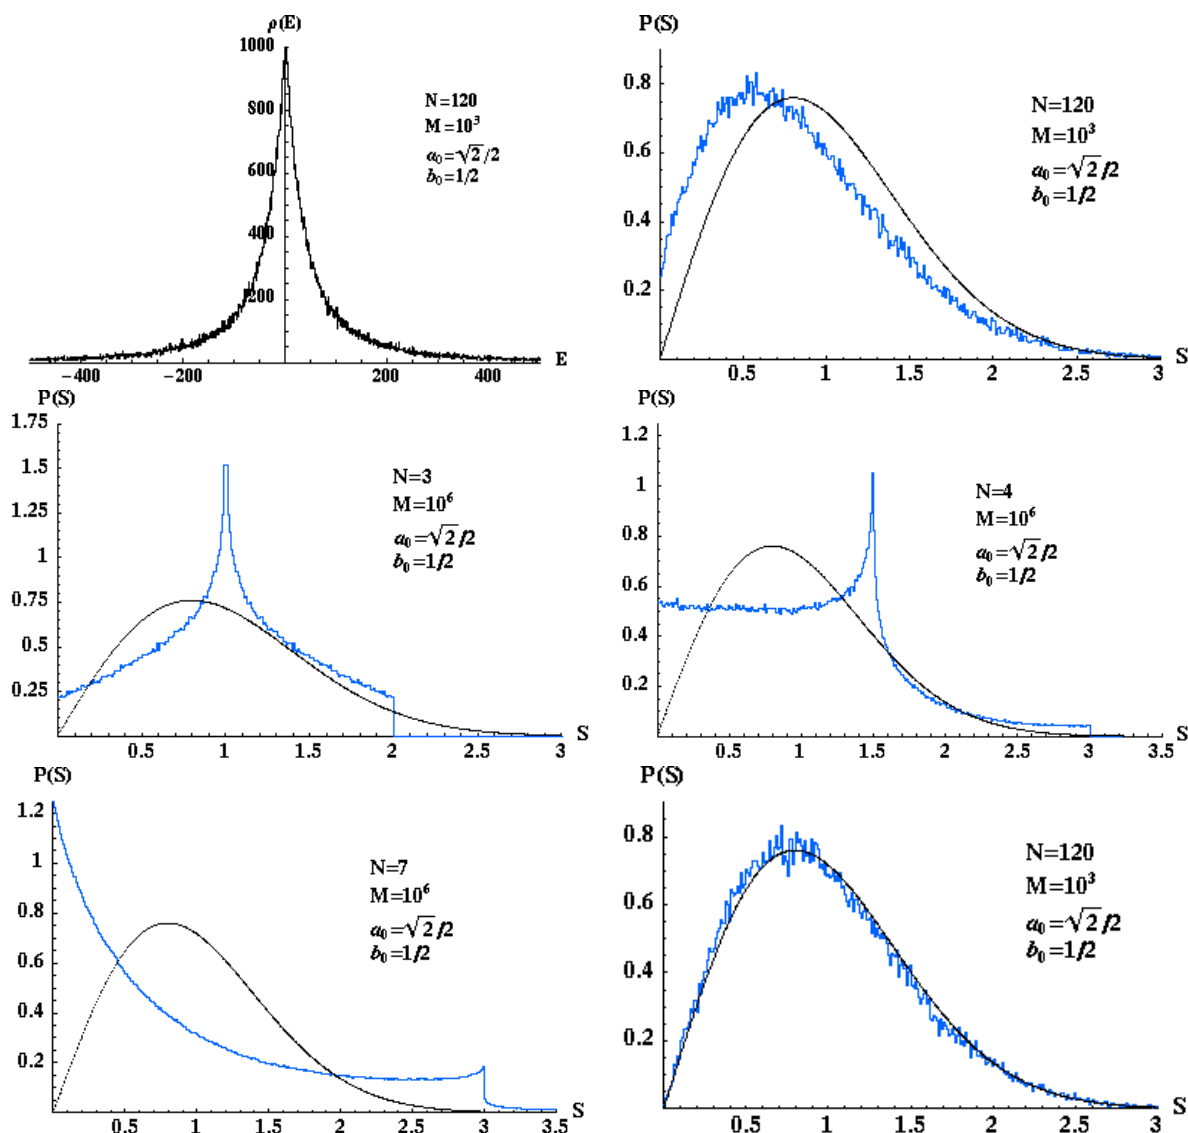 ρ(E)
1000
800
600
400
200
N=120
M=10³
a₀=√2/2
b₀=1/2
−400
−200
200
400
E
P(S)
0.8
0.6
0.4
0.2
N=120
M=10³
a₀=√2/2
b₀=1/2
0.5
1
1.5
2
2.5
3
S
P(S)
1.75
1.5
1.25
1
0.75
0.5
0.25
N=3
M=10⁶
a₀=√2/2
b₀=1/2
0.5
1
1.5
2
2.5
3
S
P(S)
1.2
1
0.8
0.6
0.4
0.2
N=4
M=10⁶
a₀=√2/2
b₀=1/2
0.5
1
1.5
2
2.5
3
3.5
S
P(S)
1.2
1
0.8
0.6
0.4
0.2
N=7
M=10⁶
a₀=√2/2
b₀=1/2
0.5
1
1.5
2
2.5
3
3.5
S
P(S)
0.8
0.6
0.4
0.2
N=120
M=10³
a₀=√2/2
b₀=1/2
0.5
1
1.5
2
2.5
3
S